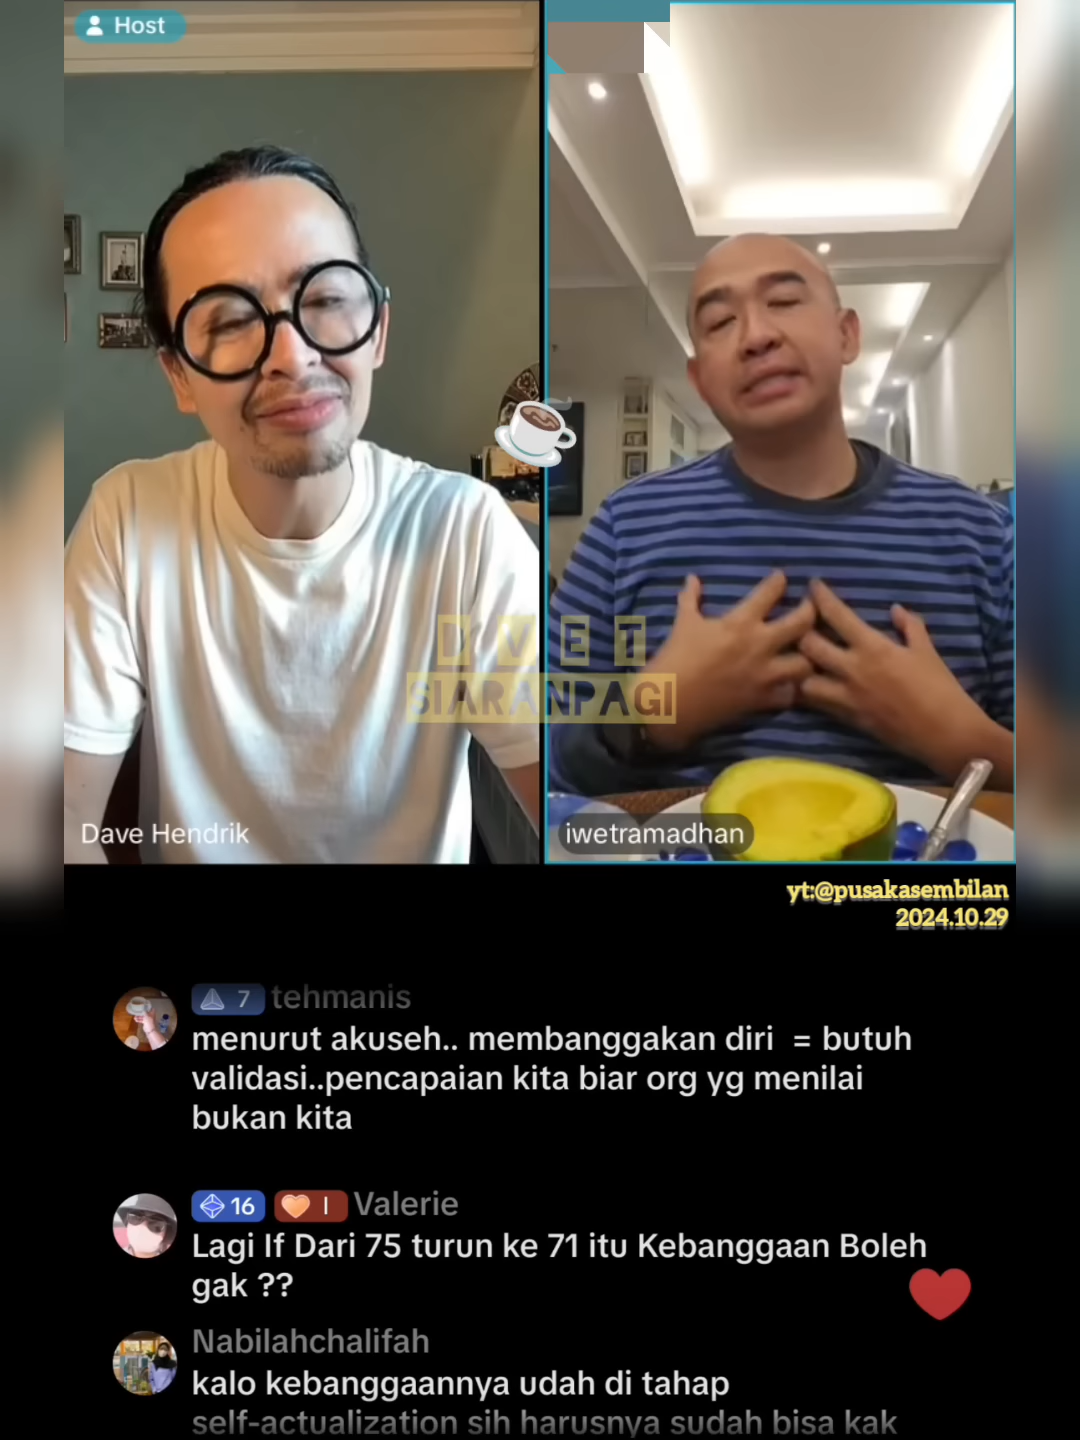 Host
DVET
SIARANPAGI
Dave Hendrik
iwetramadhan
yt:@pusakasembilan
2024.10.29
7 tehmanis
menurut akuseh.. membanggakan diri = butuh
validasi..pencapaian kita biar org yg menilai
bukan kita
16 I Valerie
Lagi If Dari 75 turun ke 71 itu Kebanggaan Boleh
gak ??
Nabilahchalifah
kalo kebanggaannya udah di tahap
self-actualization sih harusnya sudah bisa kak